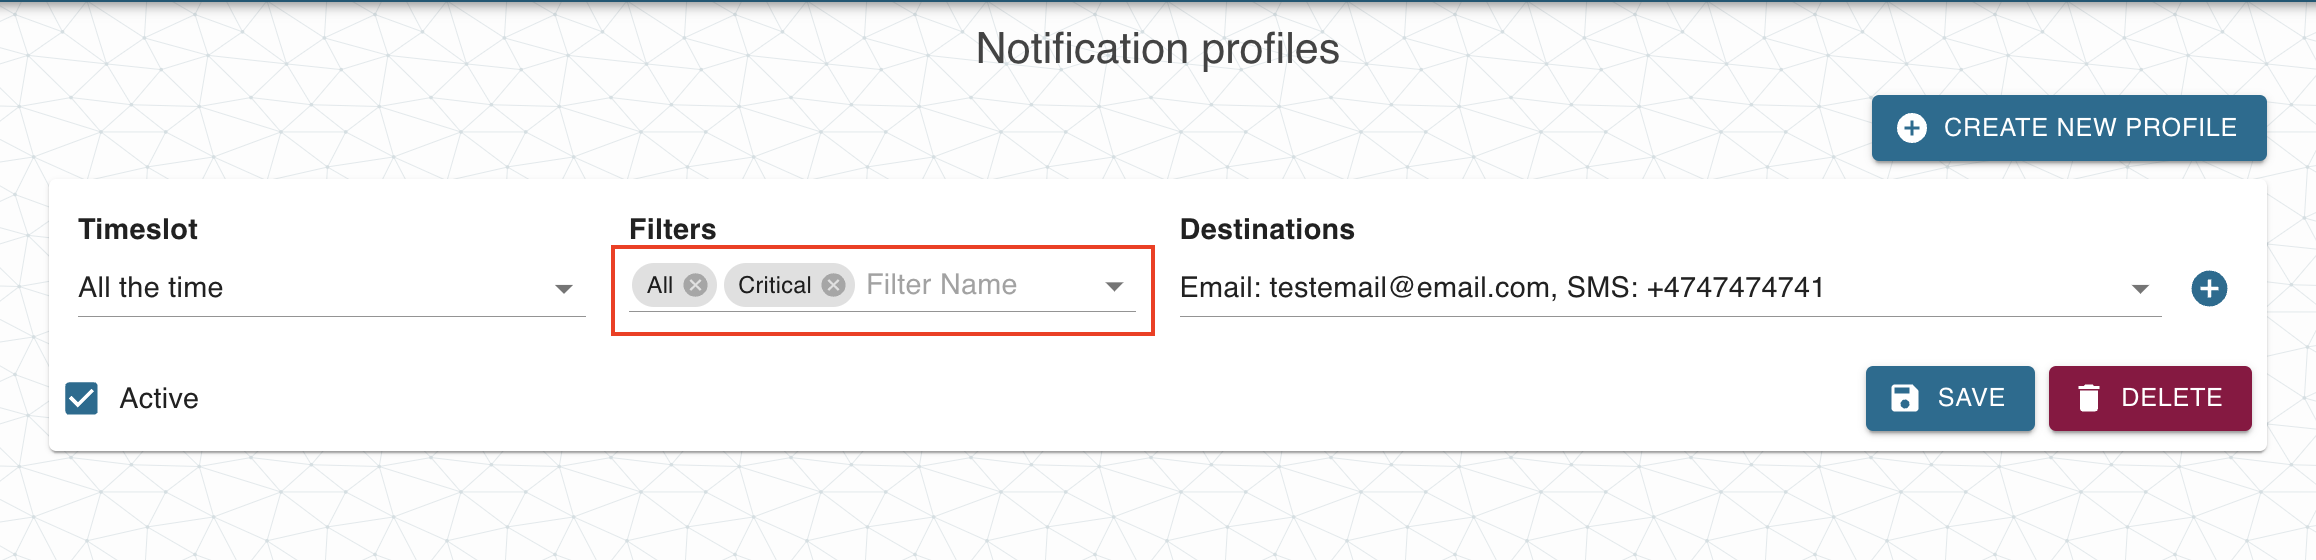 Notification profiles
CREATE NEW PROFILE
Timeslot
All the time
Filters
All Critical Filter Name
Destinations
Email: testemail@email.com, SMS: +4747474741
Active
SAVE
DELETE